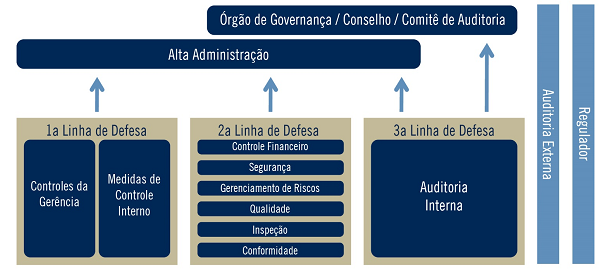 Órgão de Governança / Conselho / Comitê de Auditoria
Alta Administração
1a Linha de Defesa
Controles da
Gerência
Medidas de
Controle
Interno
2a Linha de Defesa
Controle Financeiro
Segurança
Gerenciamento de Riscos
Qualidade
Inspeção
Conformidade
3a Linha de Defesa
Auditoria
Interna
Auditoria Externa
Regulador